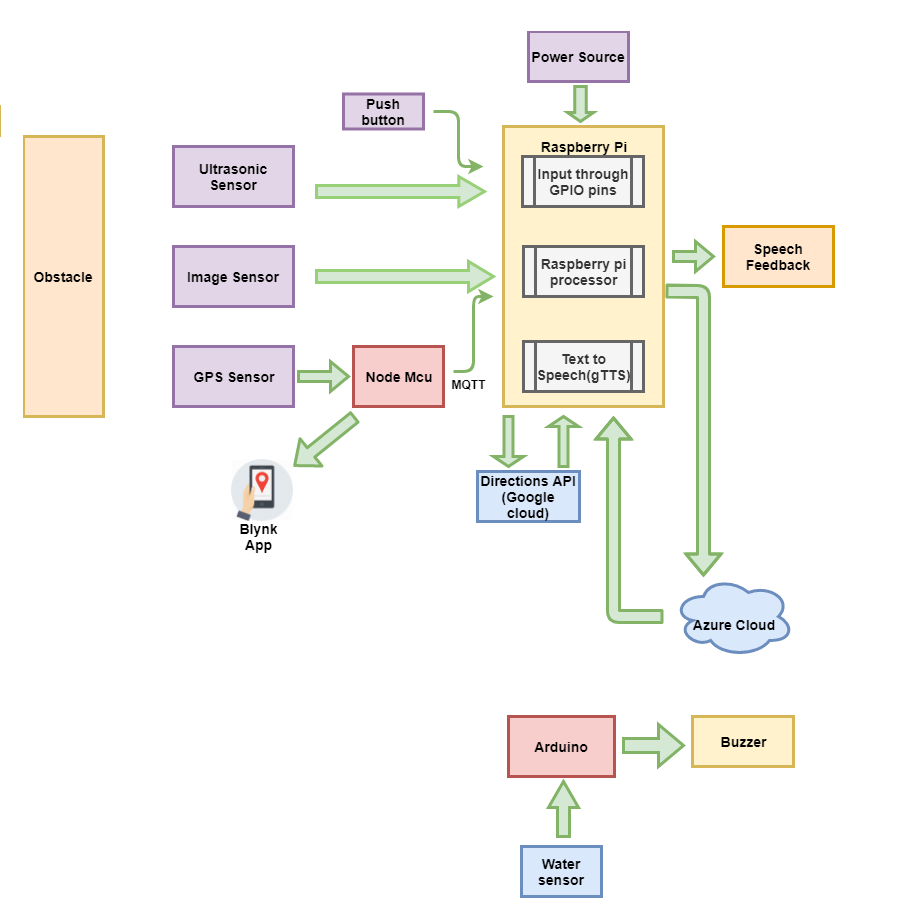 Power Source
Push
button
Raspberry Pi
Ultrasonic
Sensor
Input through
GPIO pins
Obstacle
Image Sensor
Raspberry pi
processor
Speech
Feedback
GPS Sensor
Node Mcu
MQTT
Text to
Speech(gTTS)
Directions API
(Google
cloud)
Blynk
App
Azure Cloud
Arduino
Buzzer
Water
sensor